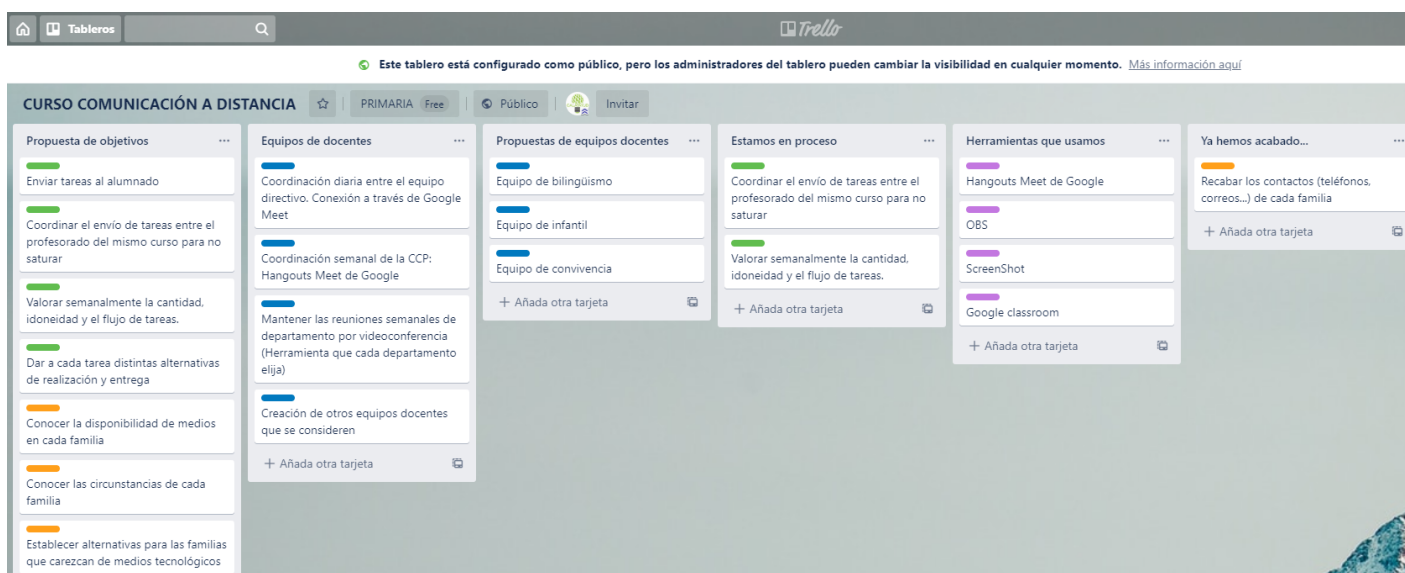 Tableros
Trello
Este tablero está configurado como público, pero los administradores del tablero pueden cambiar la visibilidad en cualquier momento. Más información aquí
CURSO COMUNICACIÓN A DISTANCIA
PRIMARIA Free
Público
Invitar
Propuesta de objetivos
Enviar tareas al alumnado
Coordinar el envío de tareas entre el
profesorado del mismo curso para no
saturar
Valorar semanalmente la cantidad,
idoneidad y el flujo de tareas.
Dar a cada tarea distintas alternativas
de realización y entrega
Conocer la disponibilidad de medios
en cada familia
Conocer las circunstancias de cada
familia
Establecer alternativas para las familias
que carezcan de medios tecnológicos
Equipos de docentes
Coordinación diaria entre el equipo
directivo. Conexión a través de Google
Meet
Coordinación semanal de la CCP:
Hangouts Meet de Google
Mantener las reuniones semanales de
departamento por videoconferencia
(Herramienta que cada departamento
elija)
Creación de otros equipos docentes
que se consideren
+ Añada otra tarjeta
Propuestas de equipos docentes
Equipo de bilingüismo
Equipo de infantil
Equipo de convivencia
+ Añada otra tarjeta
Estamos en proceso
Coordinar el envío de tareas entre el
profesorado del mismo curso para no
saturar
Valorar semanalmente la cantidad,
idoneidad y el flujo de tareas.
+ Añada otra tarjeta
Herramientas que usamos
Hangouts Meet de Google
OBS
ScreenShot
Google classroom
+ Añada otra tarjeta
Ya hemos acabado...
Recabar los contactos (teléfonos,
correos...) de cada familia
+ Añada otra tarjeta